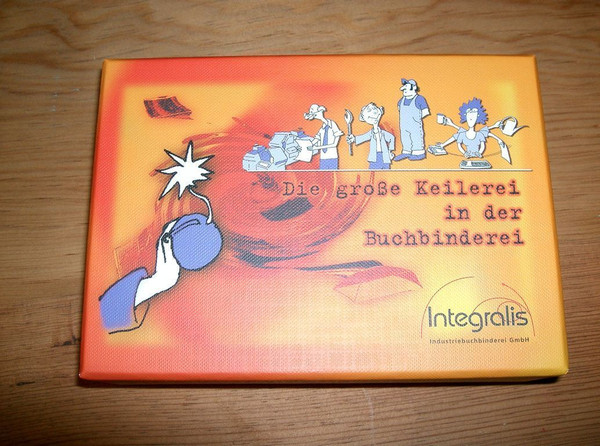 Die große Keilerei
in der
Buchbinderei
Integralis
Industriebuchbinderei GmbH